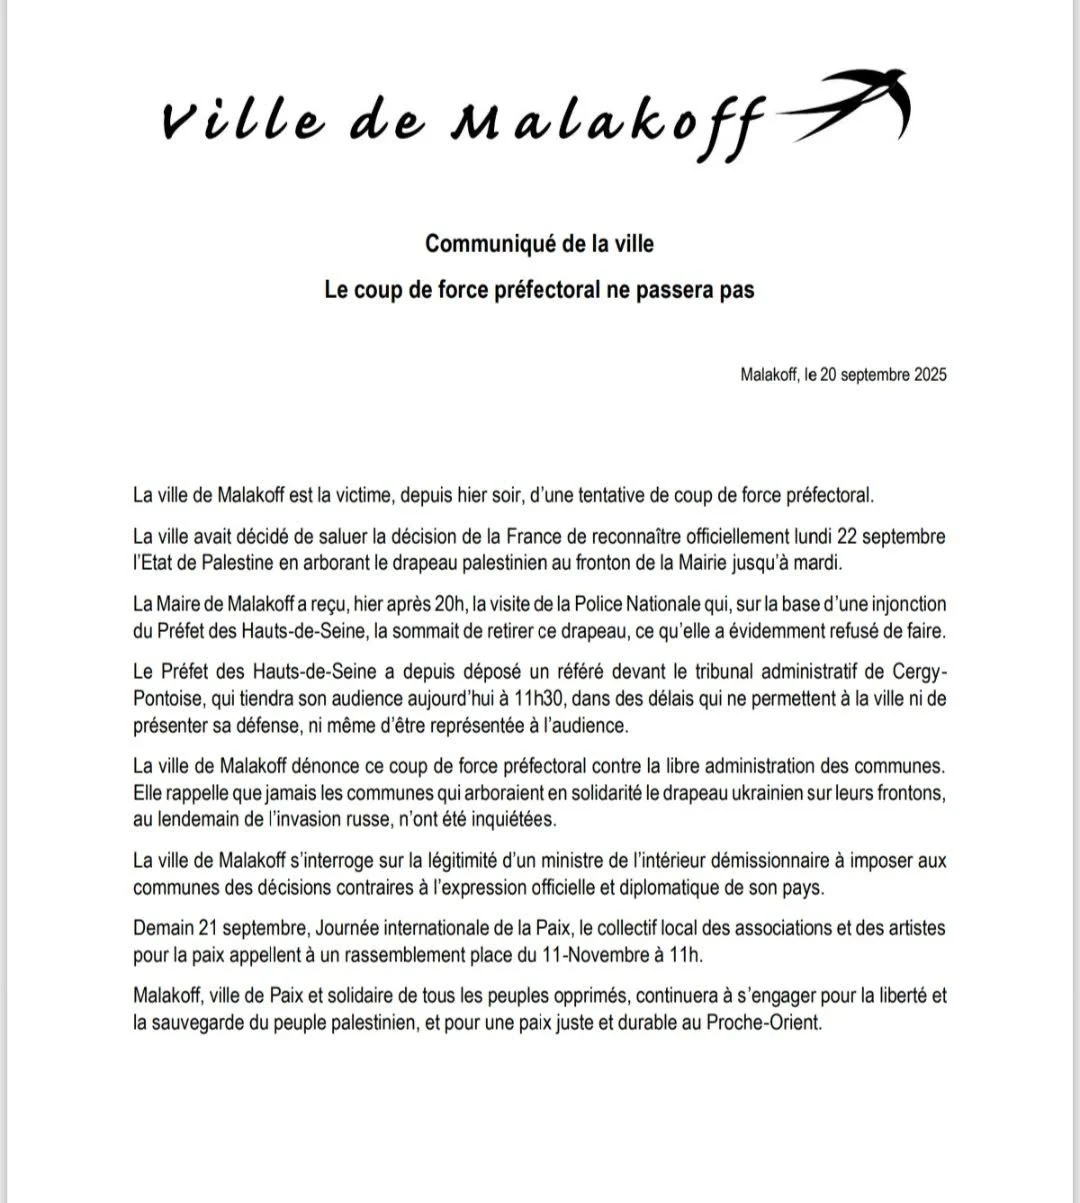 Ville de Malakoff
Communiqué de la ville
Le coup de force préfectoral ne passera pas
Malakoff, le 20 septembre 2025
La ville de Malakoff est la victime, depuis hier soir, d'une tentative de coup de force préfectoral.
La ville avait décidé de saluer la décision de la France de reconnaître officiellement lundi 22 septembre
l'Etat de Palestine en arborant le drapeau palestinien au fronton de la Mairie jusqu'à mardi.
La Maire de Malakoff a reçu, hier après 20h, la visite de la Police Nationale qui, sur la base d'une injonction
du Préfet des Hauts-de-Seine, la sommait de retirer ce drapeau, ce qu'elle a évidemment refusé de faire.
Le Préfet des Hauts-de-Seine a depuis déposé un référé devant le tribunal administratif de Cergy-
Pontoise, qui tiendra son audience aujourd'hui à 11h30, dans des délais qui ne permettent à la ville ni de
présenter sa défense, ni même d'être représentée à l'audience.
La ville de Malakoff dénonce ce coup de force préfectoral contre la libre administration des communes.
Elle rappelle que jamais les communes qui arboraient en solidarité le drapeau ukrainien sur leurs frontons,
au lendemain de l'invasion russe, n'ont été inquiétées.
La ville de Malakoff s'interroge sur la légitimité d'un ministre de l'intérieur démissionnaire à imposer aux
communes des décisions contraires à l'expression officielle et diplomatique de son pays.
Demain 21 septembre, Journée internationale de la Paix, le collectif local des associations et des artistes
pour la paix appellent à un rassemblement place du 11-Novembre à 11h.
Malakoff, ville de Paix et solidaire de tous les peuples opprimés, continuera à s'engager pour la liberté et
la sauvegarde du peuple palestinien, et pour une paix juste et durable au Proche-Orient.